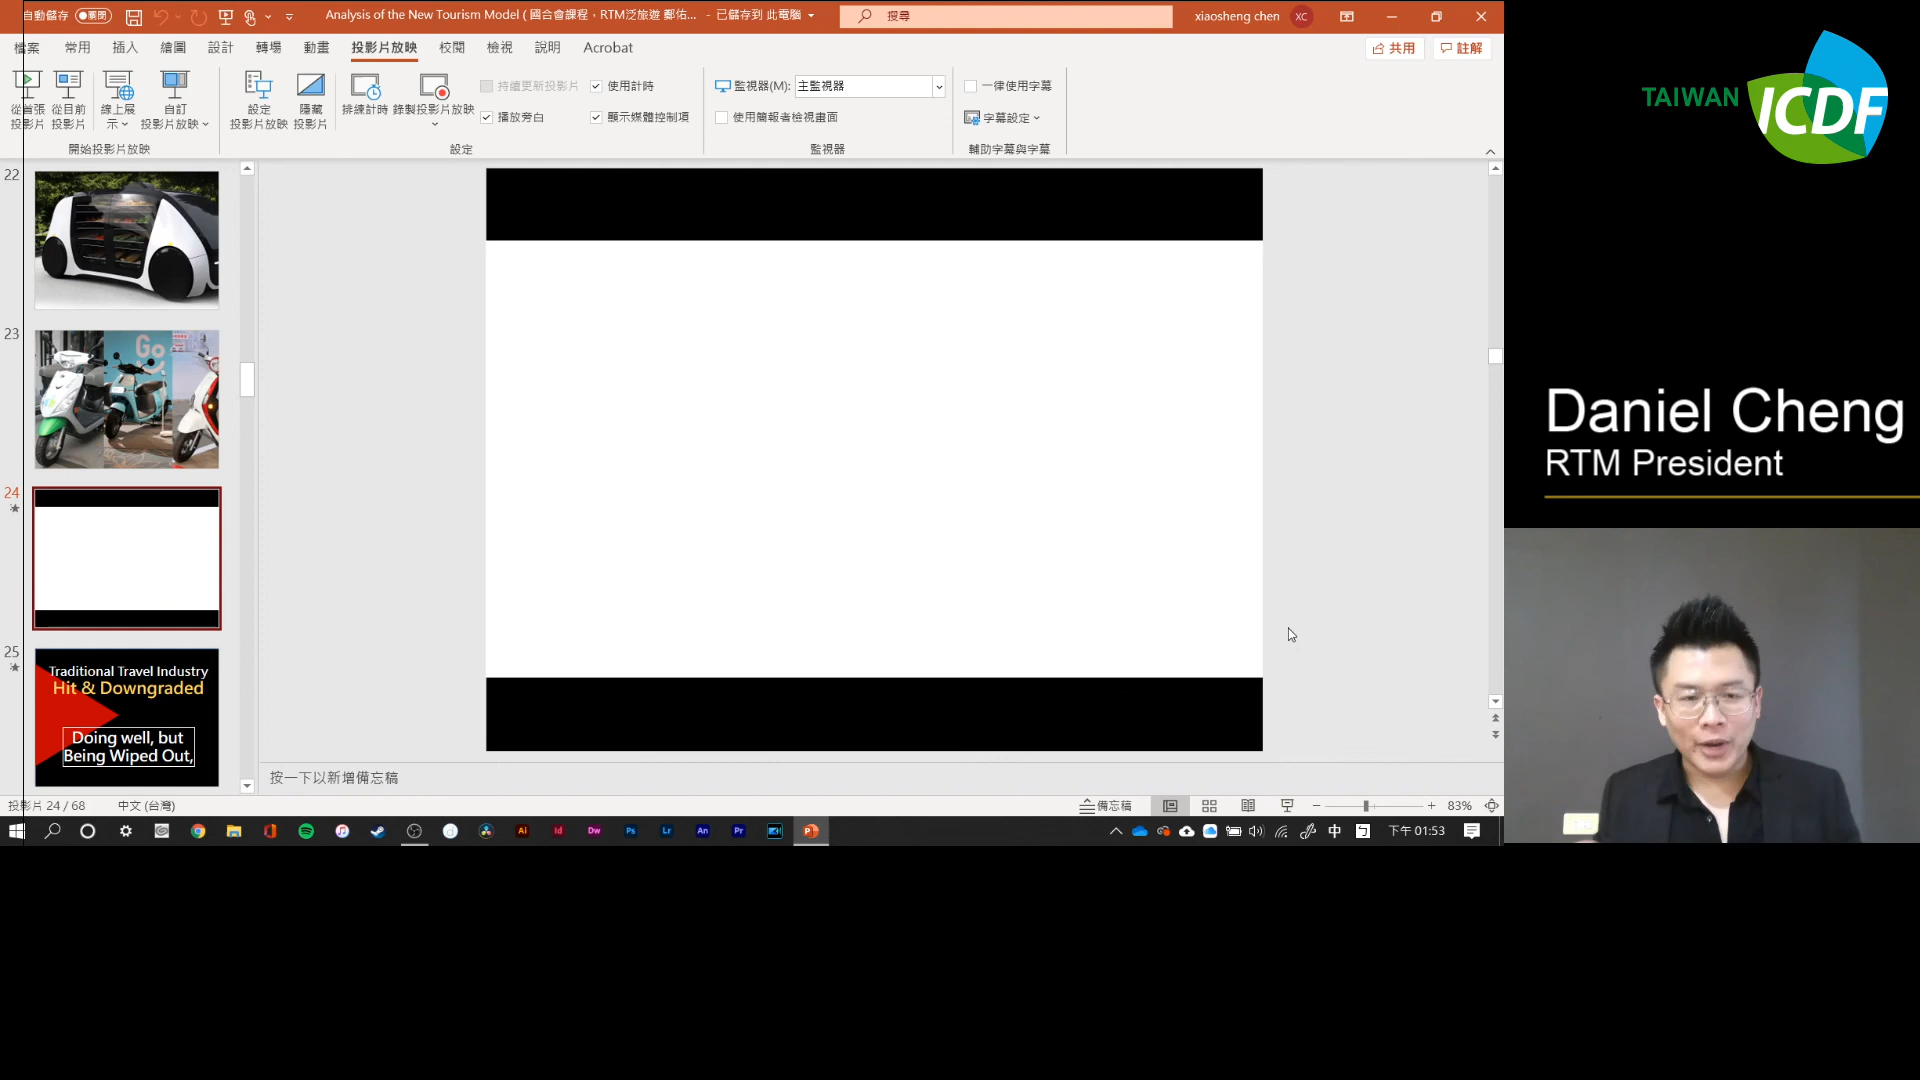 自動儲存 關閉
Analysis of the New Tourism Model ( 國合會課程，RTM泛旅遊 鄭佑... - 已儲存到 此電腦
搜尋
xiaosheng chen XC
檔案 常用 插入 繪圖 設計 轉場 動畫 投影片放映 校閱 檢視 說明 Acrobat
共用 註解
從首張
投影片
從目前
投影片
線上展
示
自訂
投影片放映
開始投影片放映
設定
投影片放映
隱藏
投影片
排練計時
錄製投影片放映
持續更新投影片
播放旁白
使用計時
顯示媒體控制項
設定
監視器(M): 主監視器
使用簡報者檢視畫面
監視器
一律使用字幕
字幕設定
輔助字幕與字幕
22
23
Go
24
25
Traditional Travel Industry
Hit & Downgraded
Doing well, but
Being Wiped Out,
按一下以新增備忘稿
投影片 24 / 68 中文 (台灣)
備忘稿
83%
Ai Id Dw Ps Lr An Pr P
中
下午 01:53
TAIWAN ICDF
Daniel Cheng
RTM President